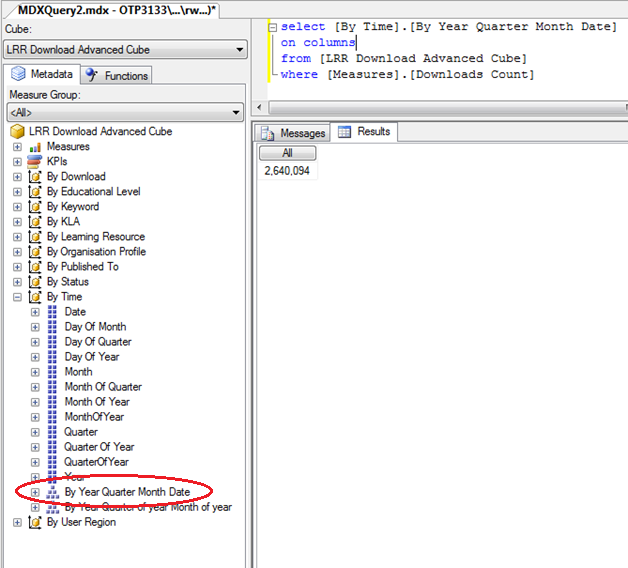 MDXQuery2.mdx - OTP3133\...\rw...)*
Cube:
LRR Download Advanced Cube
Metadata
Functions
Measure Group:
<All>
LRR Download Advanced Cube
Measures
KPIs
By Download
By Educational Level
By Keyword
By KLA
By Learning Resource
By Organisation Profile
By Published To
By Status
By Time
Date
Day Of Month
Day Of Quarter
Day Of Year
Month
Month Of Quarter
Month Of Year
MonthOfYear
Quarter
Quarter Of Year
QuarterOfYear
Year
By Year Quarter Month Date
By Year Quarter of year Month of year
By User Region
select [By Time].[By Year Quarter Month Date]
on columns
from [LRR Download Advanced Cube]
where [Measures].[Downloads Count]
Messages
Results
All
2,640,094